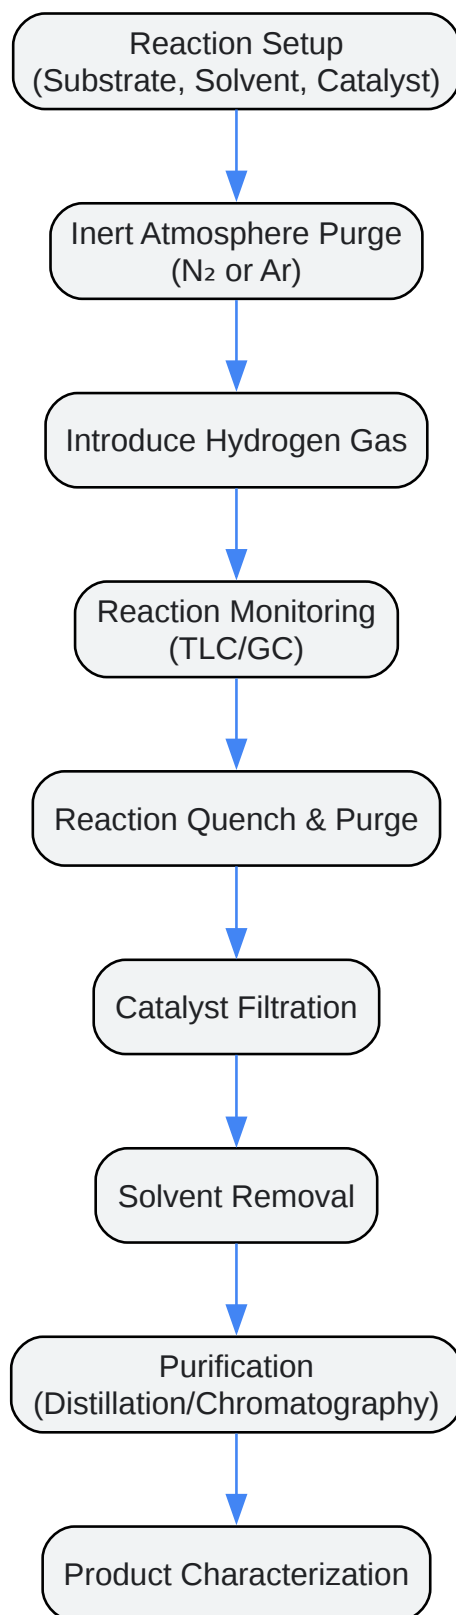 Reaction Setup
(Substrate, Solvent, Catalyst)
Inert Atmosphere Purge
(N₂ or Ar)
Introduce Hydrogen Gas
Reaction Monitoring
(TLC/GC)
Reaction Quench & Purge
Catalyst Filtration
Solvent Removal
Purification
(Distillation/Chromatography)
Product Characterization